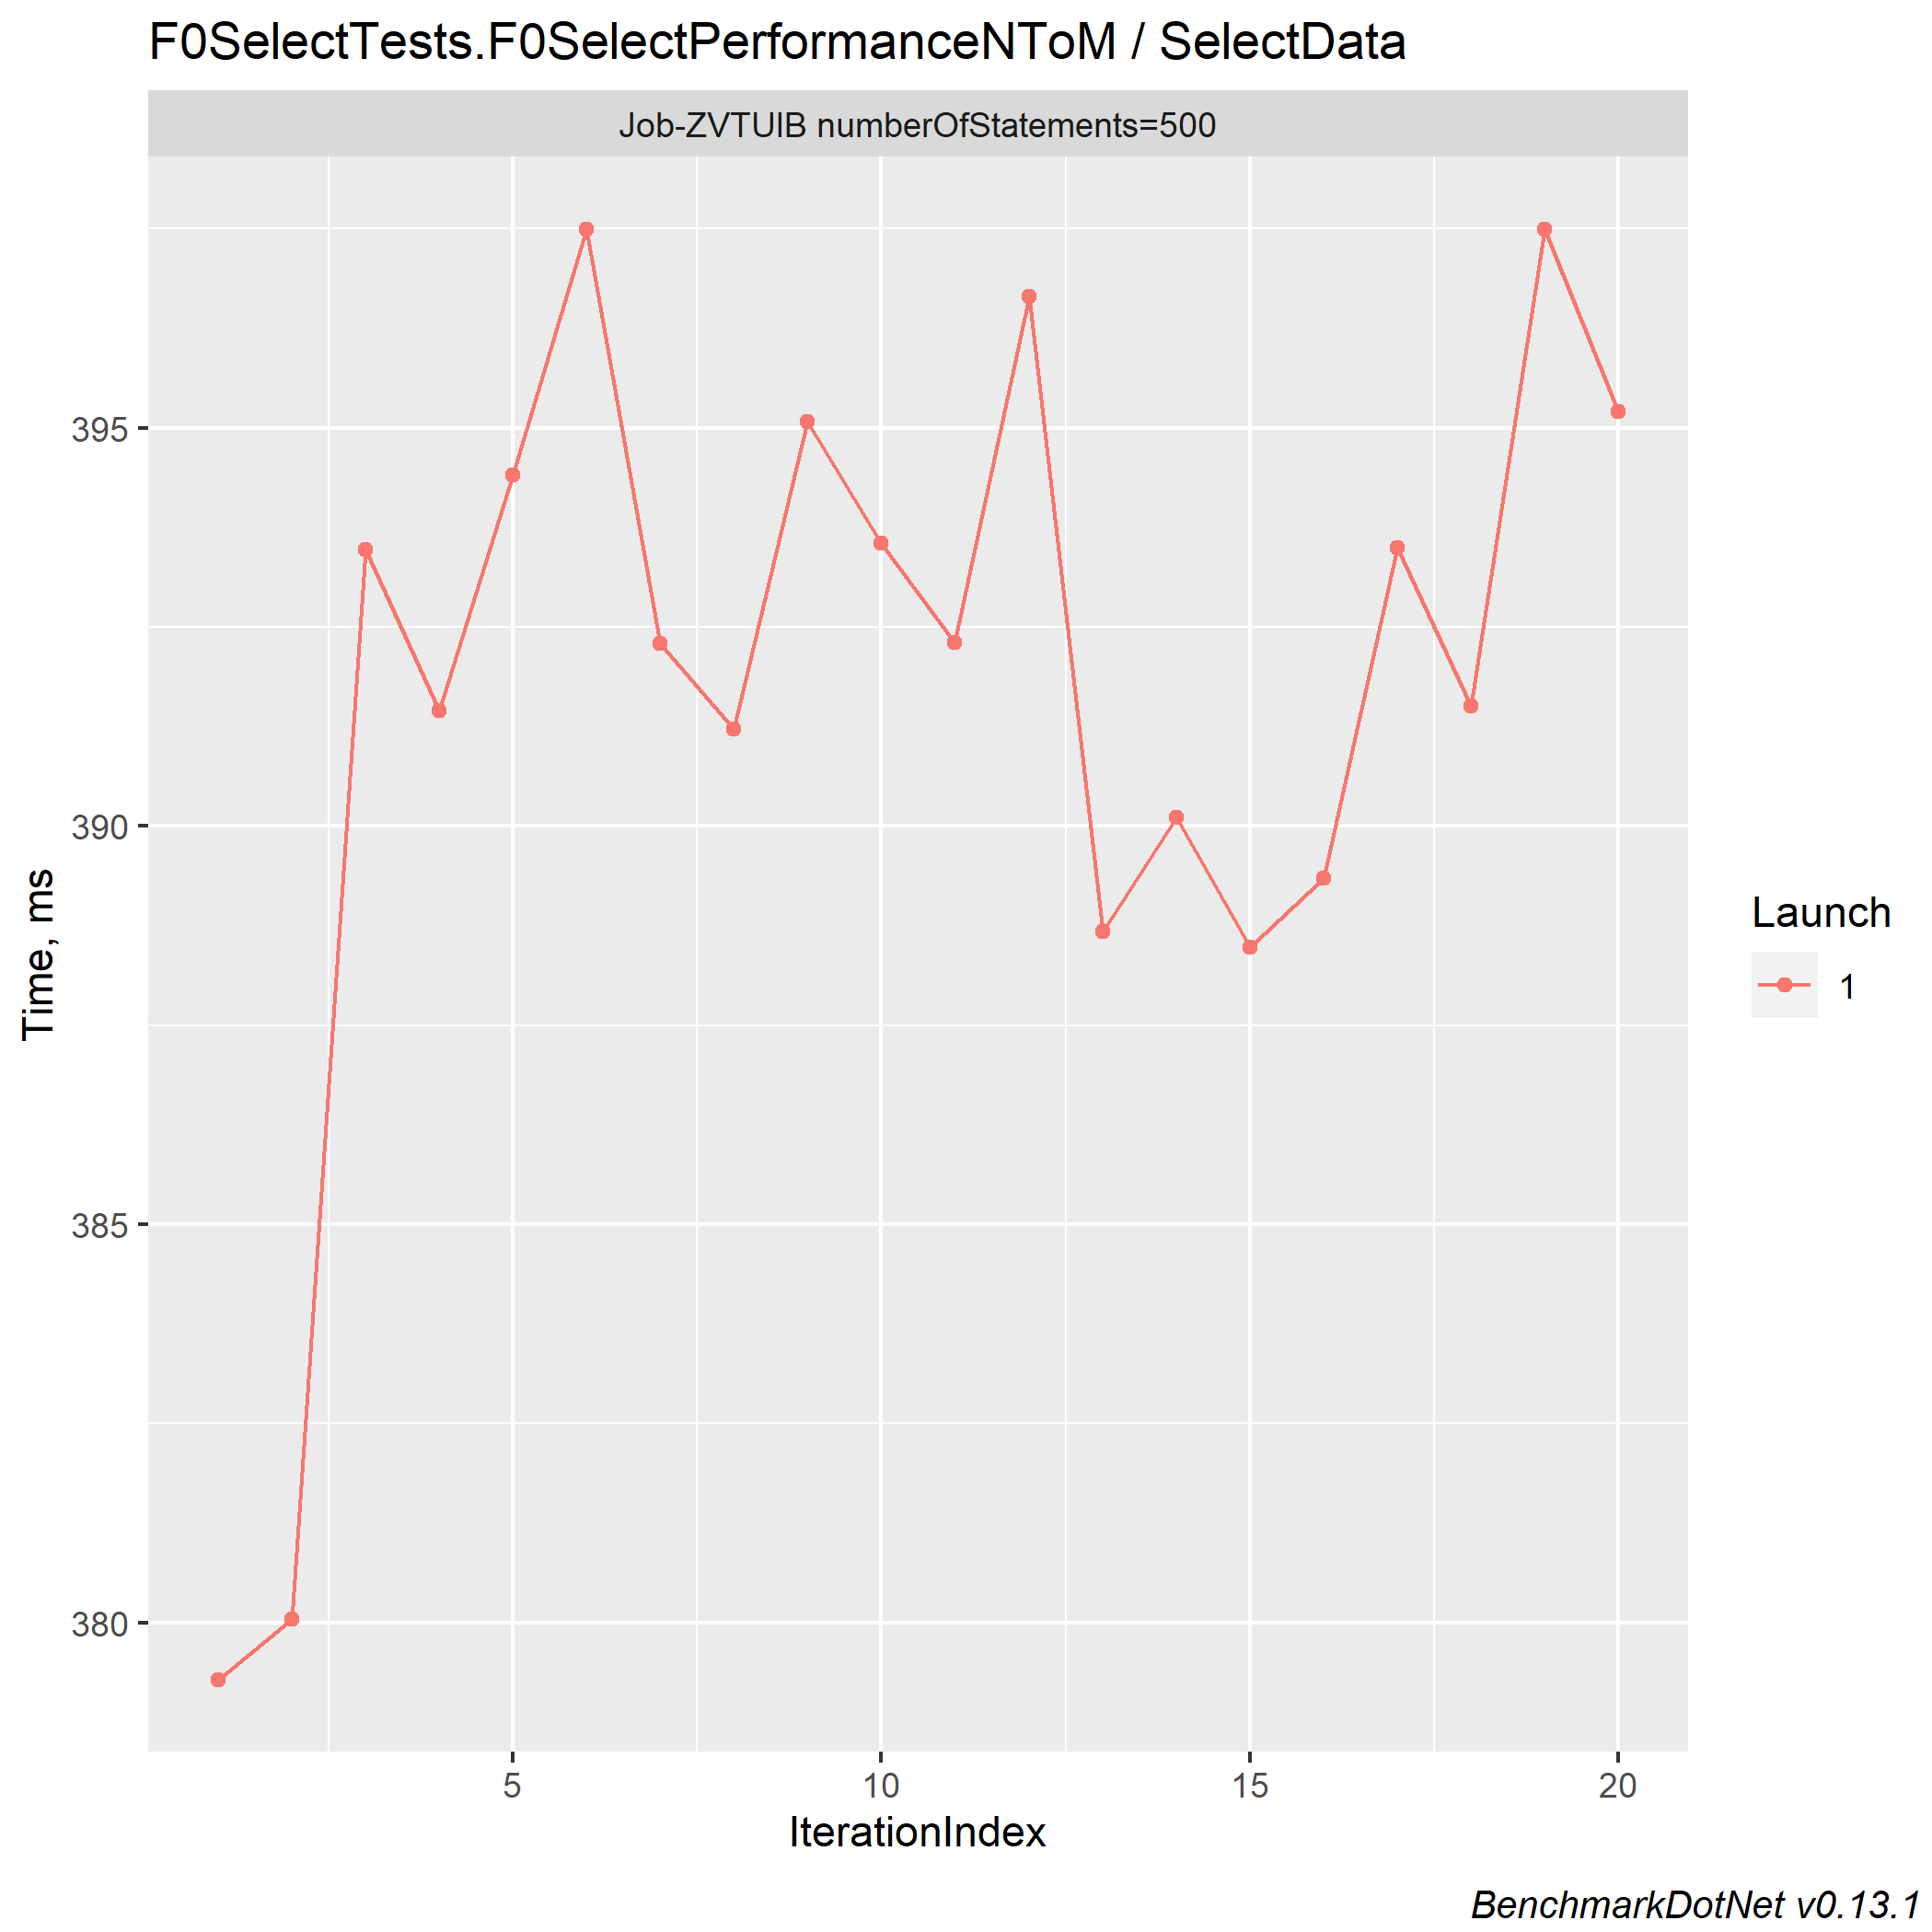 F0SelectTests.F0SelectPerformanceNToM / SelectData
Job-ZVTUIB numberOfStatements=500
395
390
385
380
Time, ms
5 10 15 20
IterationIndex
Launch
1
BenchmarkDotNet v0.13.1